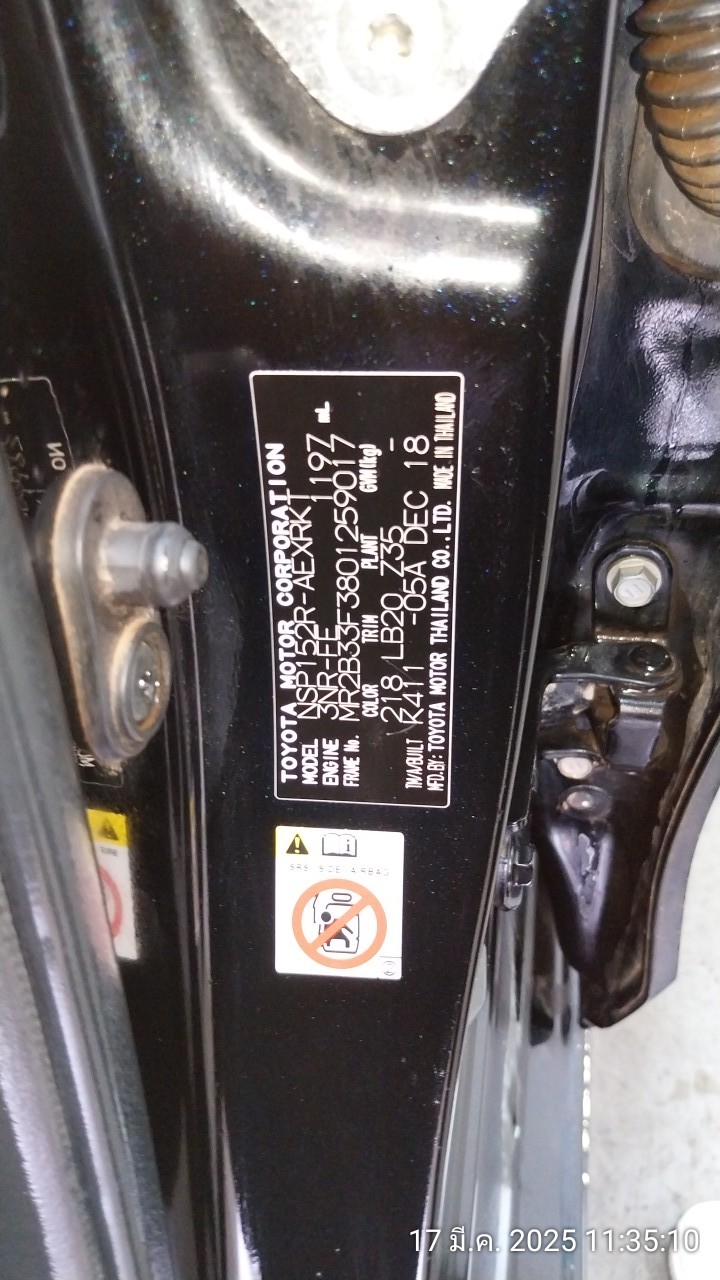 TOYOTA MOTOR CORPORATION
MODEL NSP152R-AEXRKT
ENGINE 3NR-FE 1197 mL
FRAME No. MR2B33F3801259017
COLOR TRIM PLANT GVW(kg)
218 LB20 Z35 -
T/M/A/BUILT K411 -05A DEC 18
MFD.BY: TOYOTA MOTOR THAILAND CO.,LTD. MADE IN THAILAND
SRS SIDE AIRBAG
17 มี.ค. 2025 11:35:10